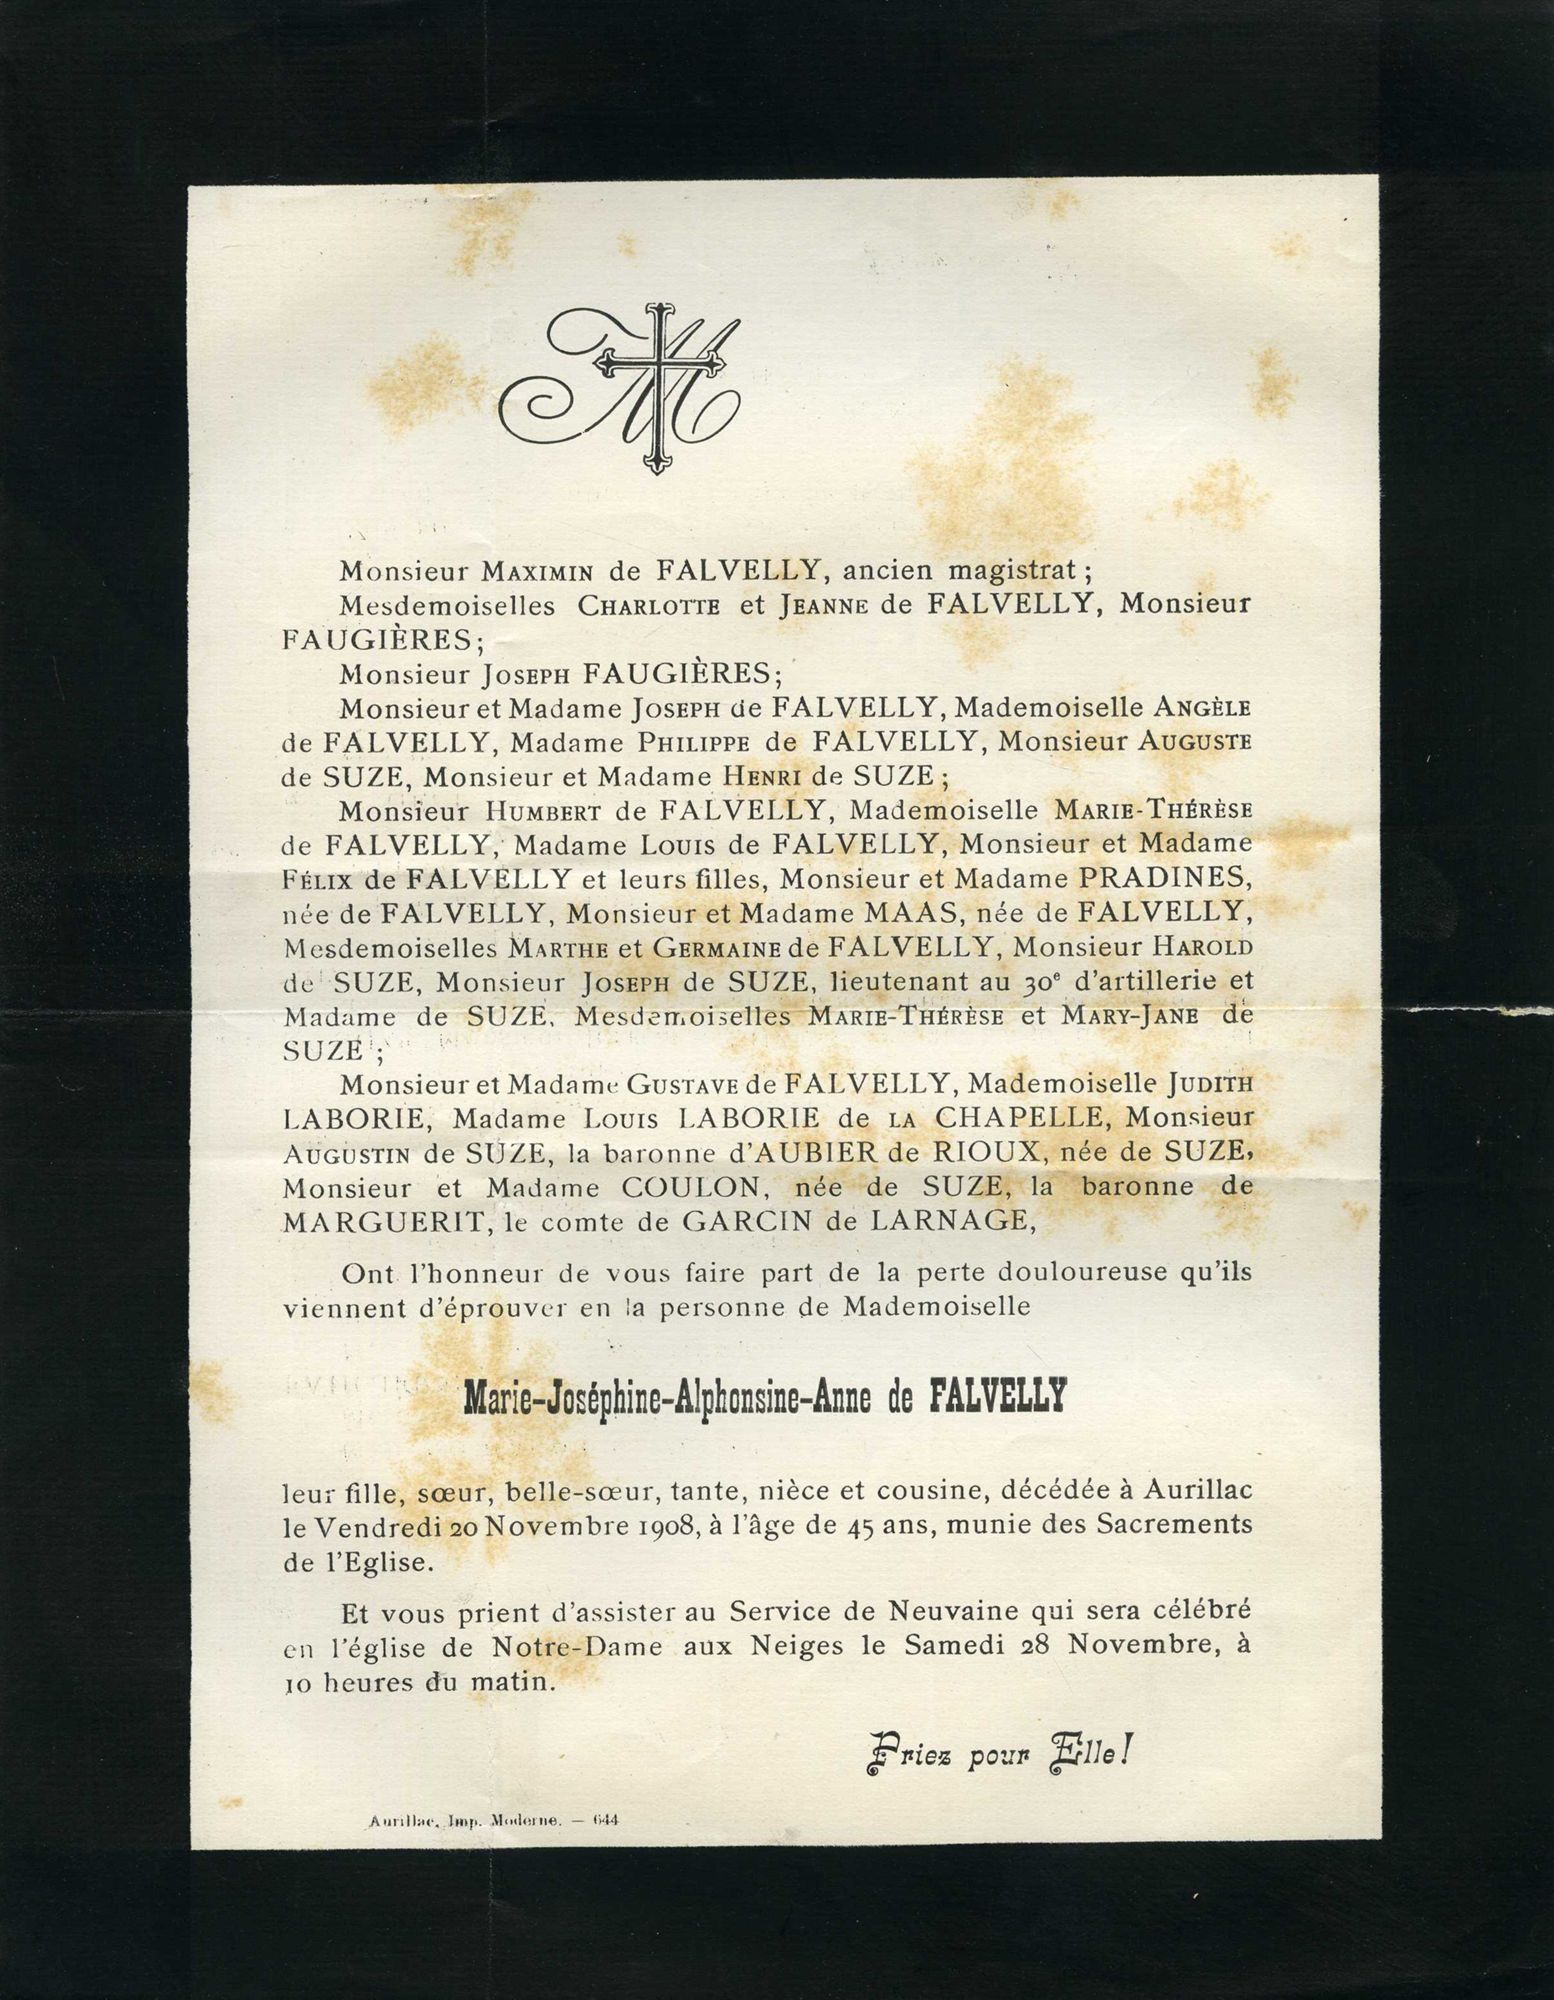 M
Monsieur MAXIMIN de FALVELLY, ancien magistrat ;
Mesdemoiselles CHARLOTTE et JEANNE de FALVELLY, Monsieur
FAUGIÈRES ;
Monsieur JOSEPH FAUGIÈRES ;
Monsieur et Madame JOSEPH de FALVELLY, Mademoiselle ANGÈLE
de FALVELLY, Madame PHILIPPE de FALVELLY, Monsieur AUGUSTE
de SUZE, Monsieur et Madame HENRI de SUZE ;
Monsieur HUMBERT de FALVELLY, Mademoiselle MARIE-THÉRÈSE
de FALVELLY, Madame LOUIS de FALVELLY, Monsieur et Madame
FÉLIX de FALVELLY et leurs filles, Monsieur et Madame PRADINES,
née de FALVELLY, Monsieur et Madame MAAS, née de FALVELLY,
Mesdemoiselles MARTHE et GERMAINE de FALVELLY, Monsieur HAROLD
de SUZE, Monsieur JOSEPH de SUZE, lieutenant au 30e d'artillerie et
Madame de SUZE, Mesdemoiselles MARIE-THÉRÈSE et MARY-JANE de
SUZE ;
Monsieur et Madame GUSTAVE de FALVELLY, Mademoiselle JUDITH
LABORIE, Madame LOUIS LABORIE de LA CHAPELLE, Monsieur
AUGUSTIN de SUZE, la baronne d'AUBIER de RIOUX, née de SUZE,
Monsieur et Madame COULON, née de SUZE, la baronne de
MARGUERIT, le comte de GARCIN de LARNAGE,
Ont l'honneur de vous faire part de la perte douloureuse qu'ils
viennent d'éprouver en la personne de Mademoiselle
Marie-Joséphine-Alphonsine-Anne de FALVELLY
leur fille, sœur, belle-sœur, tante, nièce et cousine, décédée à Aurillac
le Vendredi 20 Novembre 1908, à l'âge de 45 ans, munie des Sacrements
de l'Eglise.
Et vous prient d'assister au Service de Neuvaine qui sera célébré
en l'église de Notre-Dame aux Neiges le Samedi 28 Novembre, à
10 heures du matin.
Priez pour Elle !
Aurillac, Imp. Moderne. — 644